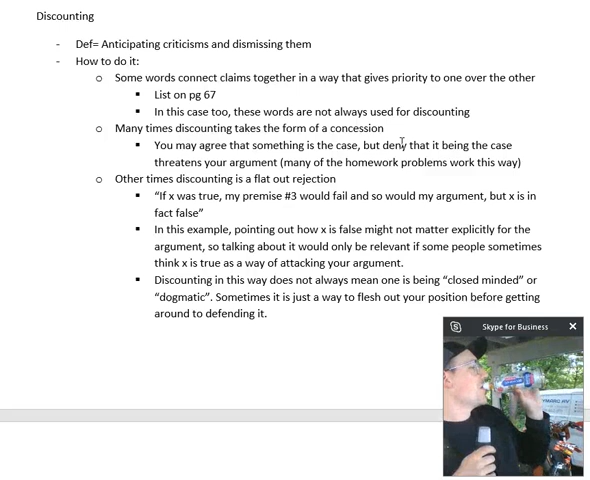 Discounting
- Def= Anticipating criticisms and dismissing them
- How to do it:
o Some words connect claims together in a way that gives priority to one over the other
▪ List on pg 67
▪ In this case too, these words are not always used for discounting
o Many times discounting takes the form of a concession
▪ You may agree that something is the case, but deny that it being the case
threatens your argument (many of the homework problems work this way)
o Other times discounting is a flat out rejection
▪ “If x was true, my premise #3 would fail and so would my argument, but x is in
fact false”
▪ In this example, pointing out how x is false might not matter explicitly for the
argument, so talking about it would only be relevant if some people sometimes
think x is true as a way of attacking your argument.
▪ Discounting in this way does not always mean one is being “closed minded” or
“dogmatic”. Sometimes it is just a way to flesh out your position before getting
around to defending it.
Skype for Business